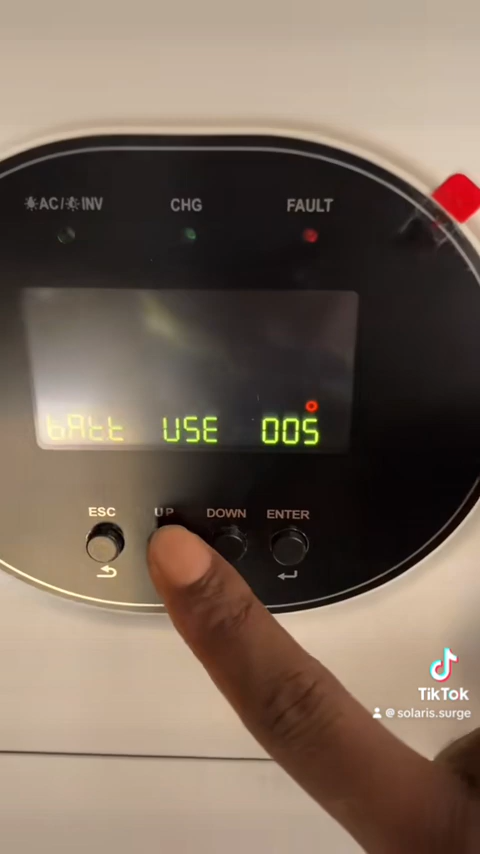 AC/ INV CHG FAULT
bAtt USE 005
ESC UP DOWN ENTER
TikTok
@ solaris.surge